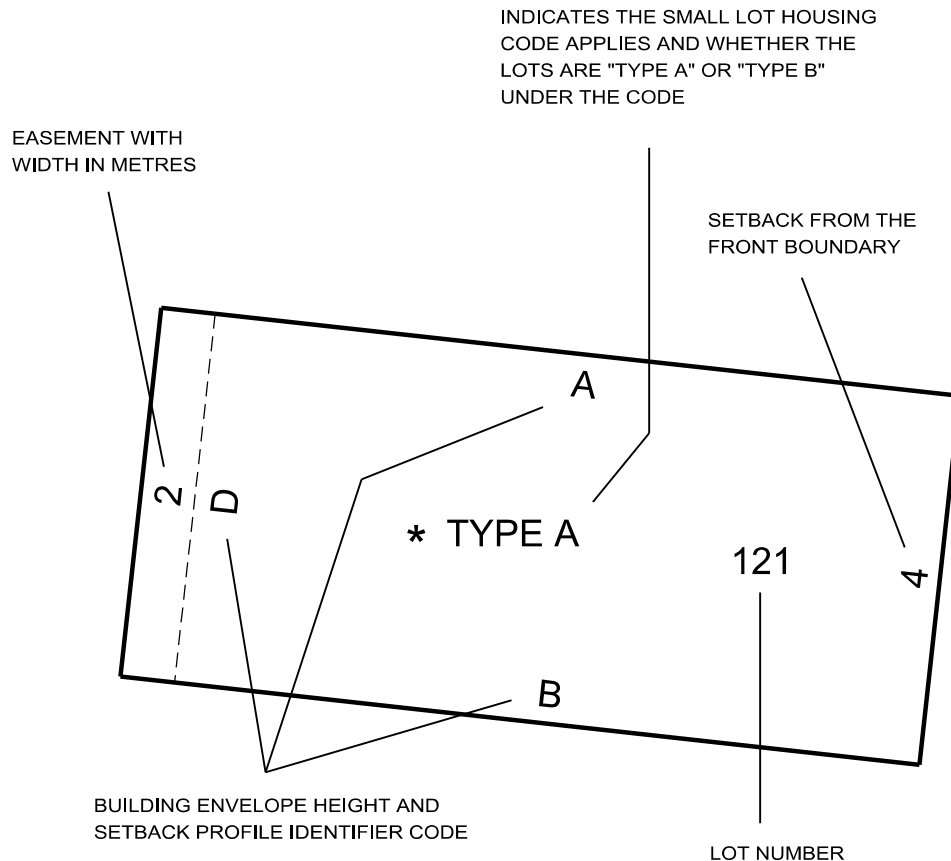 INDICATES THE SMALL LOT HOUSING
CODE APPLIES AND WHETHER THE
LOTS ARE "TYPE A" OR "TYPE B"
UNDER THE CODE
EASEMENT WITH
WIDTH IN METRES
SETBACK FROM THE
FRONT BOUNDARY
A
2
D
* TYPE A
121
4
B
BUILDING ENVELOPE HEIGHT AND
SETBACK PROFILE IDENTIFIER CODE
LOT NUMBER